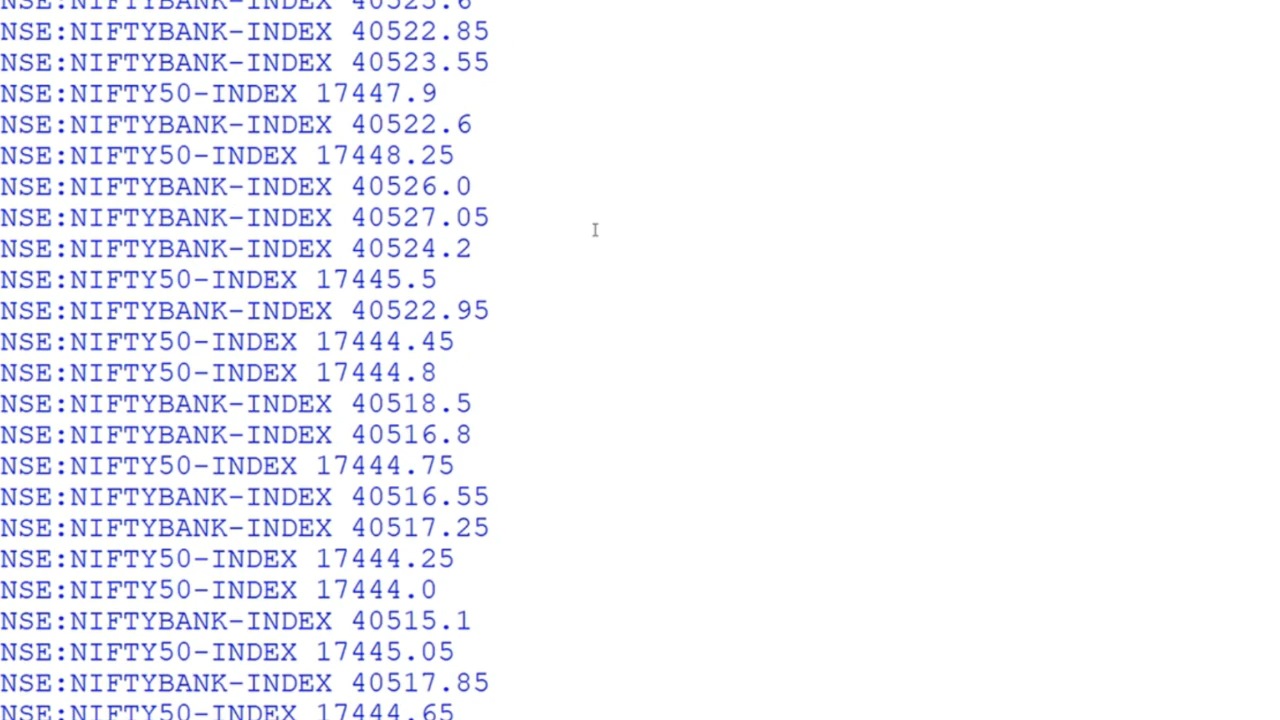 NSE:NIFTYBANK-INDEX 40523.6
NSE:NIFTYBANK-INDEX 40522.85
NSE:NIFTYBANK-INDEX 40523.55
NSE:NIFTY50-INDEX 17447.9
NSE:NIFTYBANK-INDEX 40522.6
NSE:NIFTY50-INDEX 17448.25
NSE:NIFTYBANK-INDEX 40526.0
NSE:NIFTYBANK-INDEX 40527.05
NSE:NIFTYBANK-INDEX 40524.2
NSE:NIFTY50-INDEX 17445.5
NSE:NIFTYBANK-INDEX 40522.95
NSE:NIFTY50-INDEX 17444.45
NSE:NIFTY50-INDEX 17444.8
NSE:NIFTYBANK-INDEX 40518.5
NSE:NIFTYBANK-INDEX 40516.8
NSE:NIFTY50-INDEX 17444.75
NSE:NIFTYBANK-INDEX 40516.55
NSE:NIFTYBANK-INDEX 40517.25
NSE:NIFTY50-INDEX 17444.25
NSE:NIFTY50-INDEX 17444.0
NSE:NIFTYBANK-INDEX 40515.1
NSE:NIFTY50-INDEX 17445.05
NSE:NIFTYBANK-INDEX 40517.85
NSE:NIFTY50-INDEX 17444.65